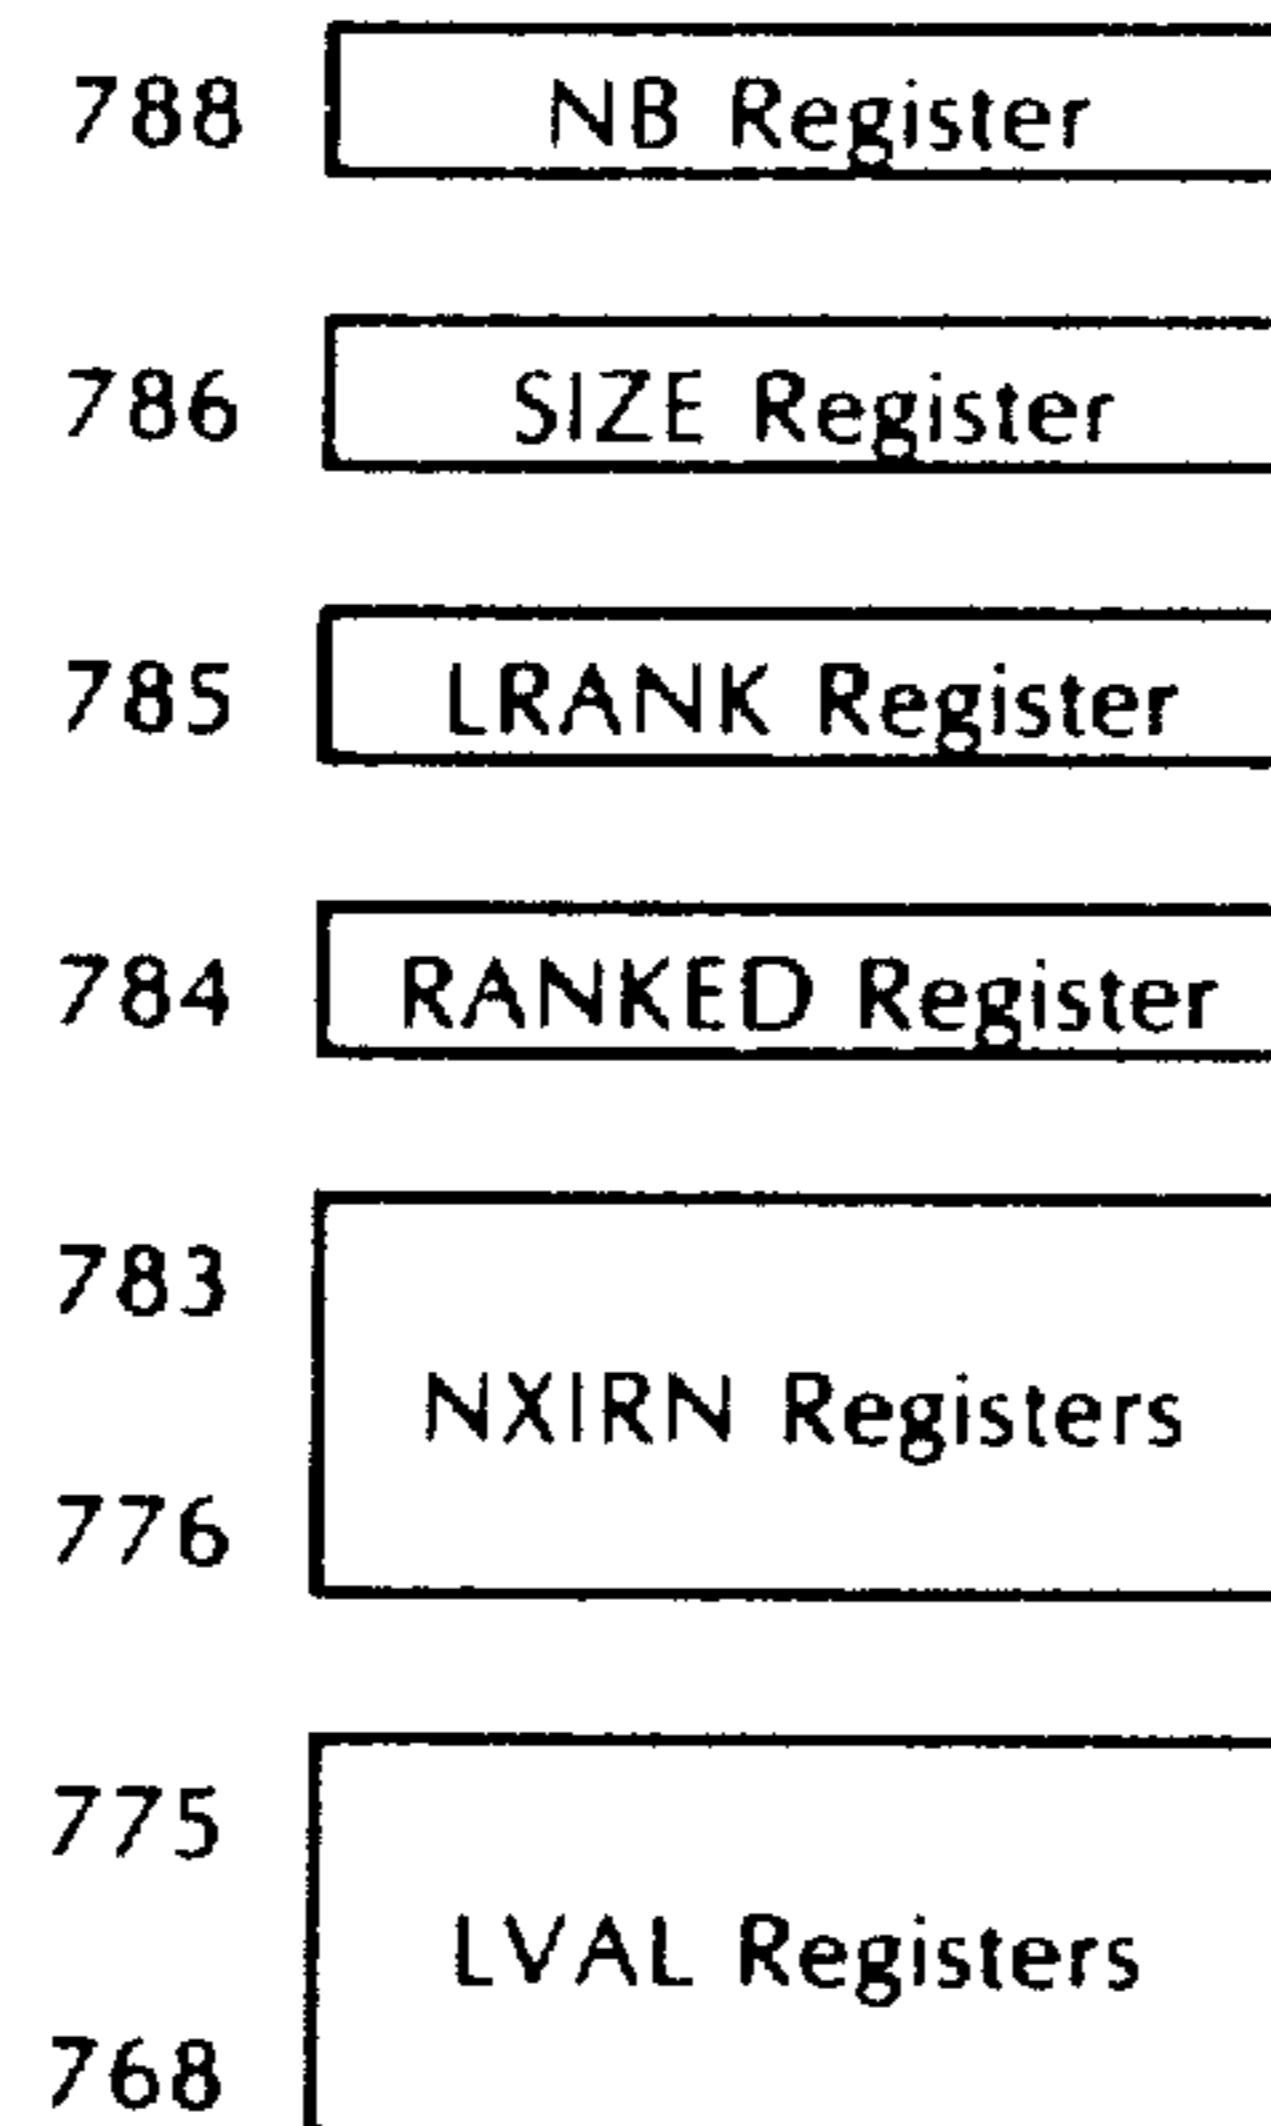 788 NB Register
786 SIZE Register
785 LRANK Register
784 RANKED Register
783
NXIRN Registers
776
775
LVAL Registers
768